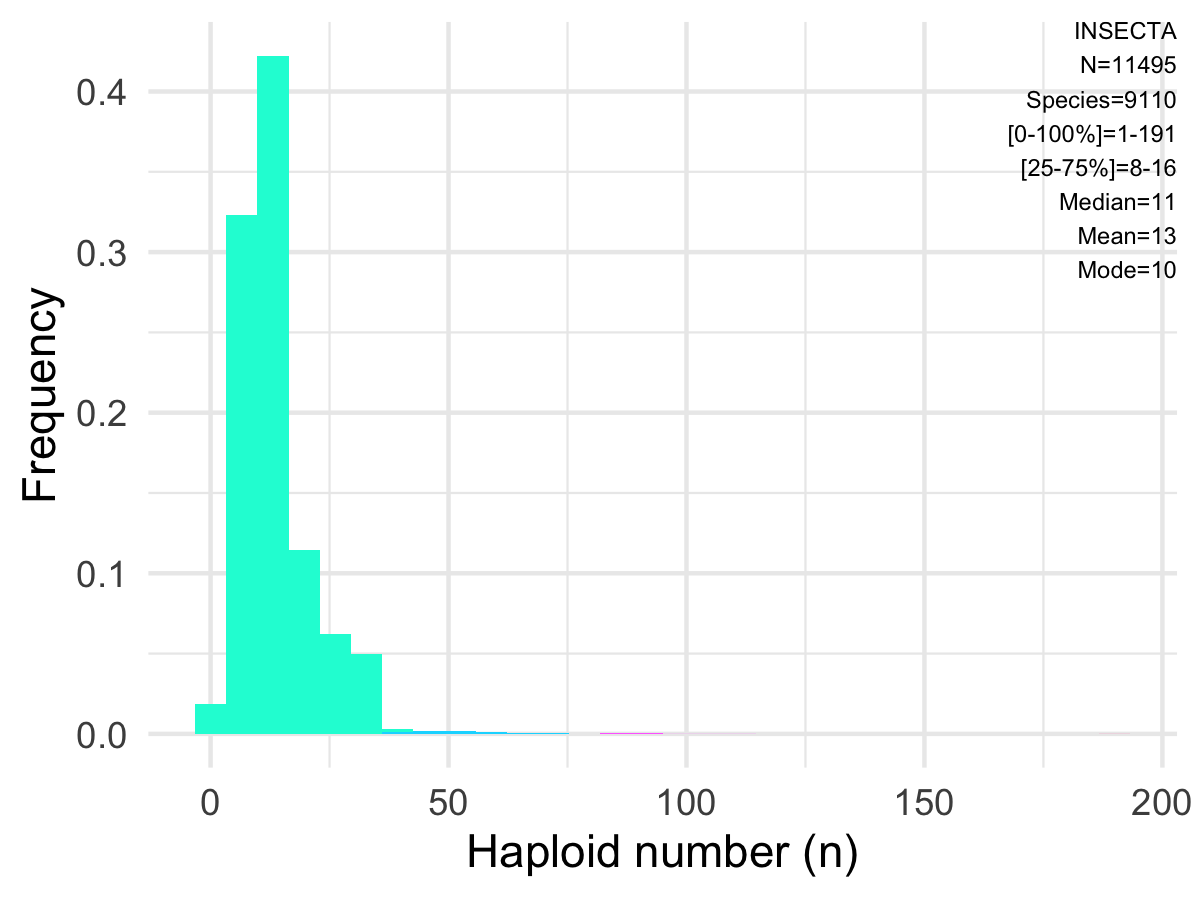 INSECTA
N=11495
Species=9110
[0-100%]=1-191
[25-75%]=8-16
Median=11
Mean=13
Mode=10
Frequency
0.4
0.3
0.2
0.1
0.0
0 50 100 150 200
Haploid number (n)